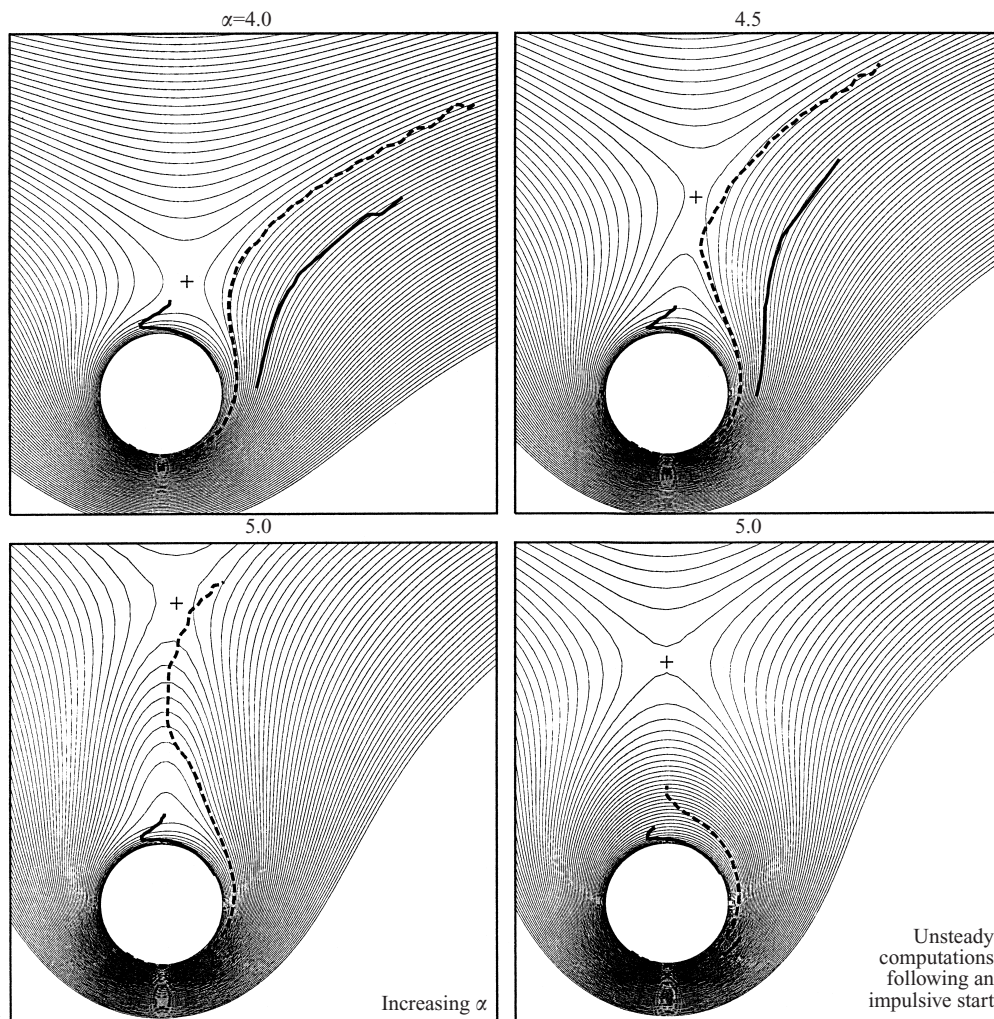 α=4.0
4.5
5.0
5.0
Increasing α
Unsteady
computations
following an
impulsive start